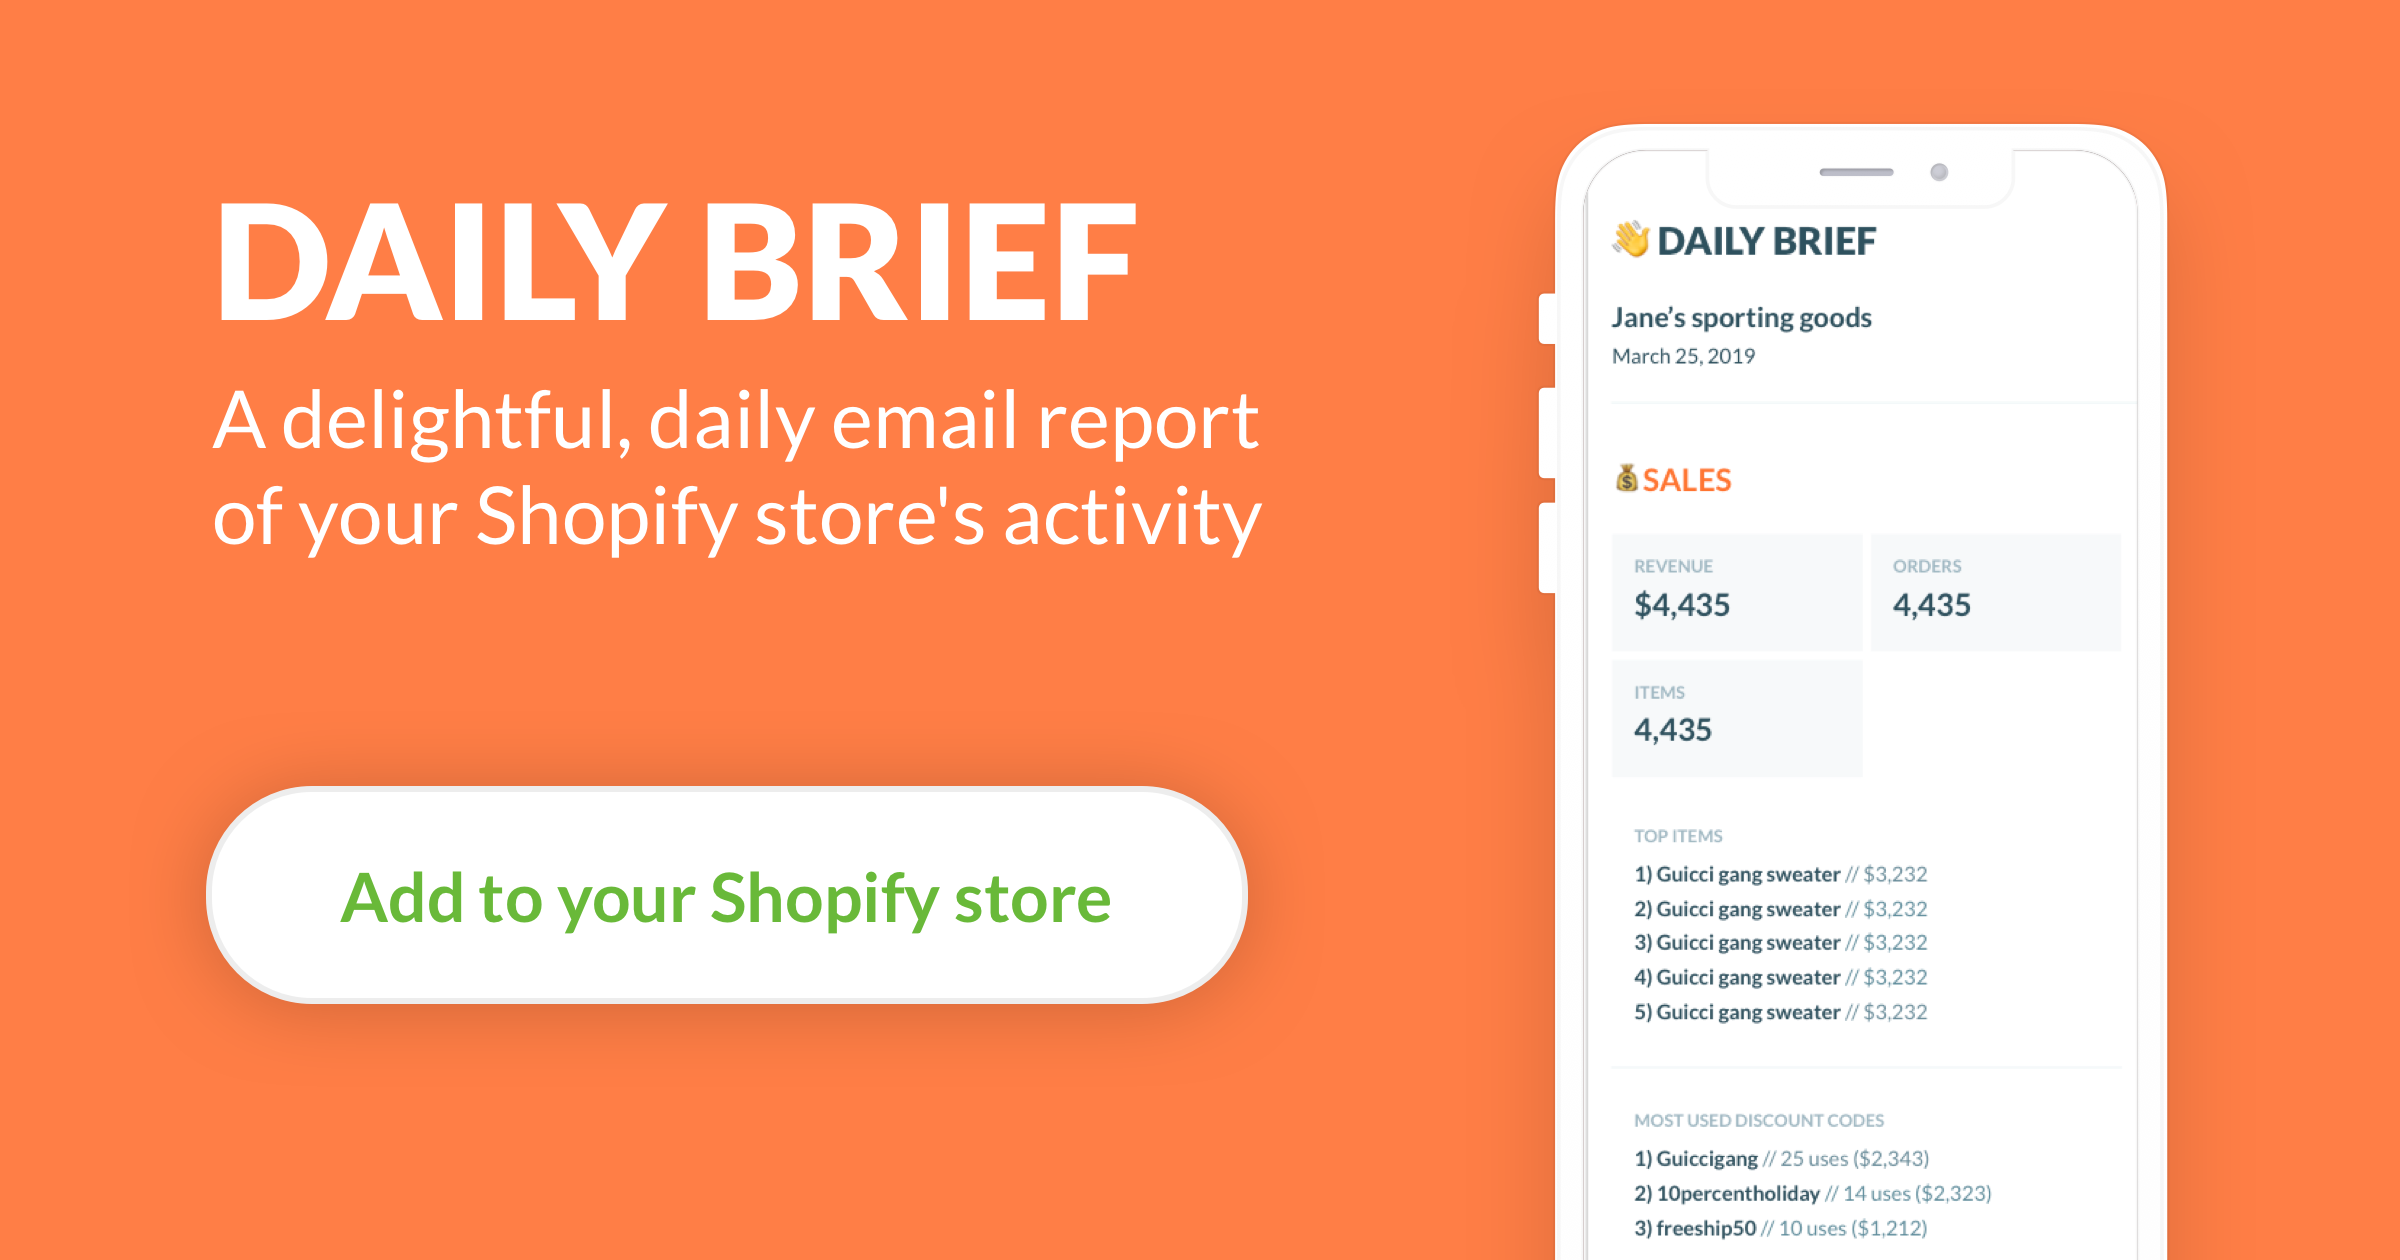 DAILY BRIEF
A delightful, daily email report
of your Shopify store's activity
Add to your Shopify store
👋 DAILY BRIEF
Jane’s sporting goods
March 25, 2019
💰 SALES
REVENUE
$4,435
ORDERS
4,435
ITEMS
4,435
TOP ITEMS
1) Guicci gang sweater // $3,232
2) Guicci gang sweater // $3,232
3) Guicci gang sweater // $3,232
4) Guicci gang sweater // $3,232
5) Guicci gang sweater // $3,232
MOST USED DISCOUNT CODES
1) Guiccigang // 25 uses ($2,343)
2) 10percentholiday // 14 uses ($2,323)
3) freeship50 // 10 uses ($1,212)